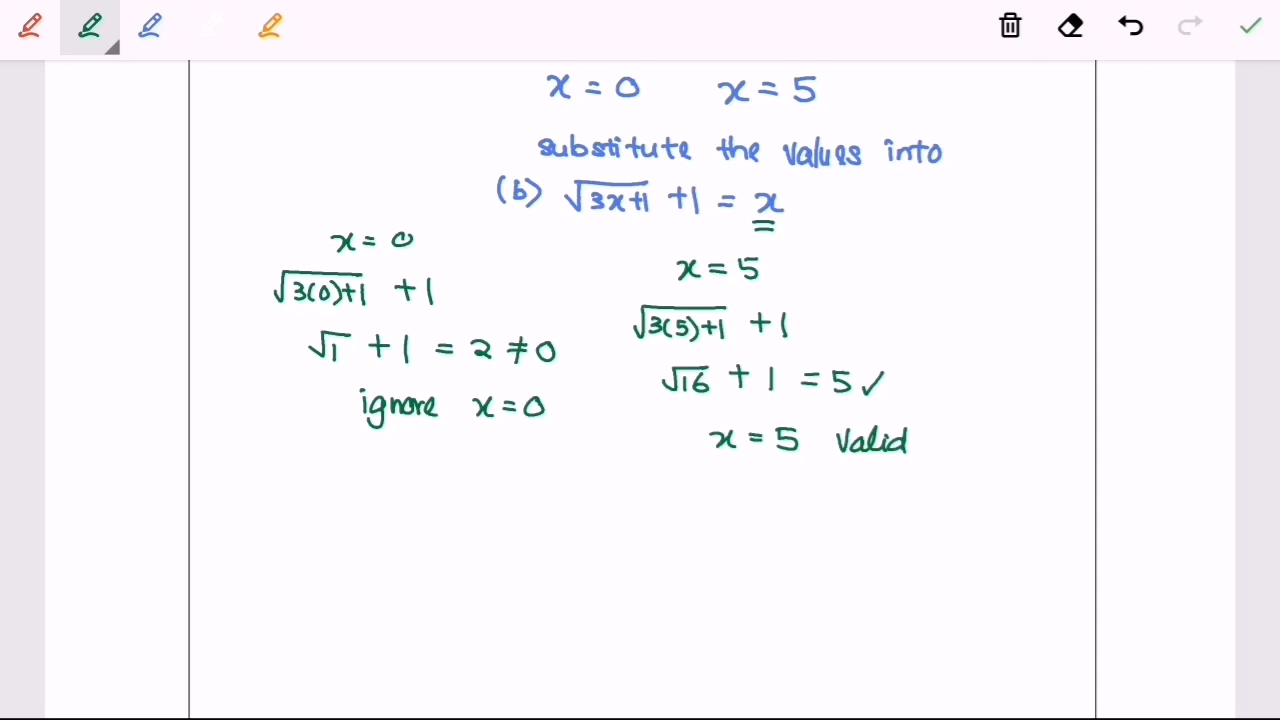 x = 0 x = 5
substitute the values into
(b) √(3x+1) + 1 = x
x = 0
√(3(0)+1) + 1
√1 + 1 = 2 ≠ 0
ignore x = 0
x = 5
√(3(5)+1) + 1
√16 + 1 = 5 ✓
x = 5 valid